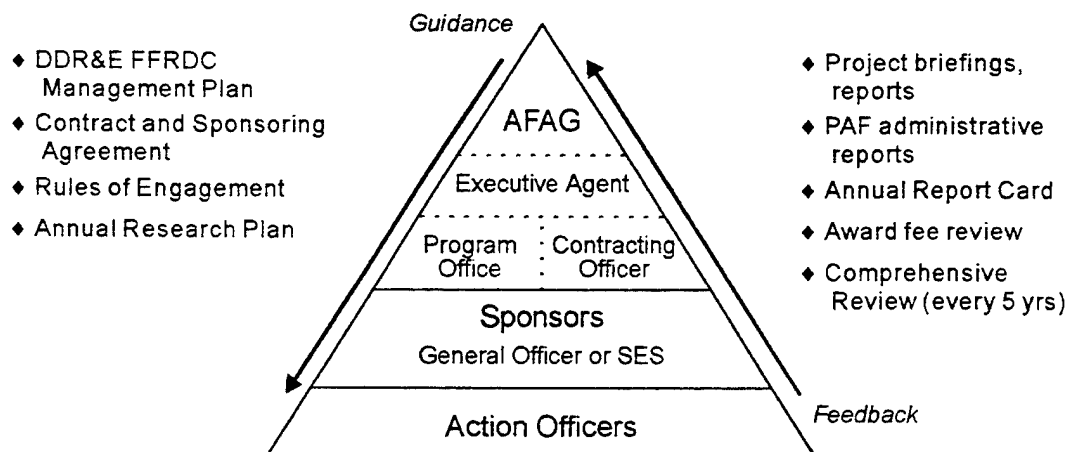 Guidance
♦ DDR&E FFRDC
Management Plan
♦ Contract and Sponsoring
Agreement
♦ Rules of Engagement
♦ Annual Research Plan
AFAG
Executive Agent
Program
Office
Contracting
Officer
Sponsors
General Officer or SES
Action Officers
♦ Project briefings,
reports
♦ PAF administrative
reports
♦ Annual Report Card
♦ Award fee review
♦ Comprehensive
Review (every 5 yrs)
Feedback